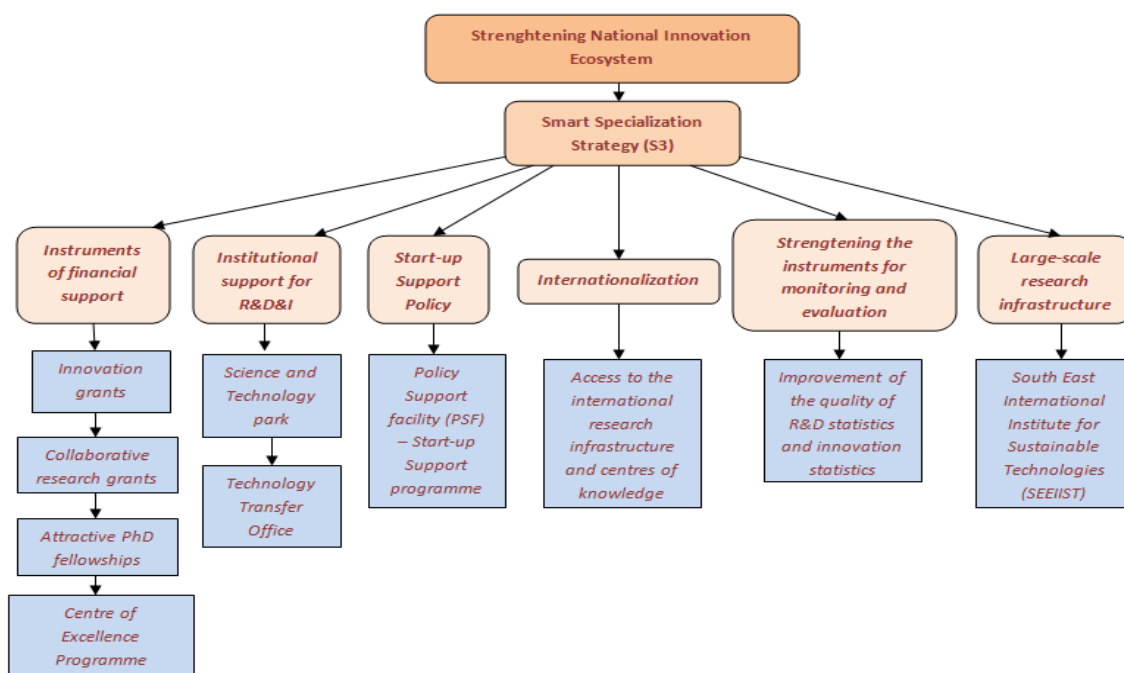 Strenghtening National Innovation
Ecosystem
Smart Specialization
Strategy (S3)
Instruments
of financial
support
Institutional
support for
R&D&I
Start-up
Support
Policy
Internationalization
Strengtening the
instruments for
monitoring and
evaluation
Large-scale
research
infrastructure
Innovation
grants
Collaborative
research grants
Attractive PhD
fellowships
Centre of
Excellence
Programme
Science and
Technology
park
Technology
Transfer
Office
Policy
Support
facility (PSF)
– Start-up
Support
programme
Access to the
international
research
infrastructure
and centres of
knowledge
Improvement of
the quality of
R&D statistics
and innovation
statistics
South East
International
Institute for
Sustainable
Technologies
(SEEIIST)